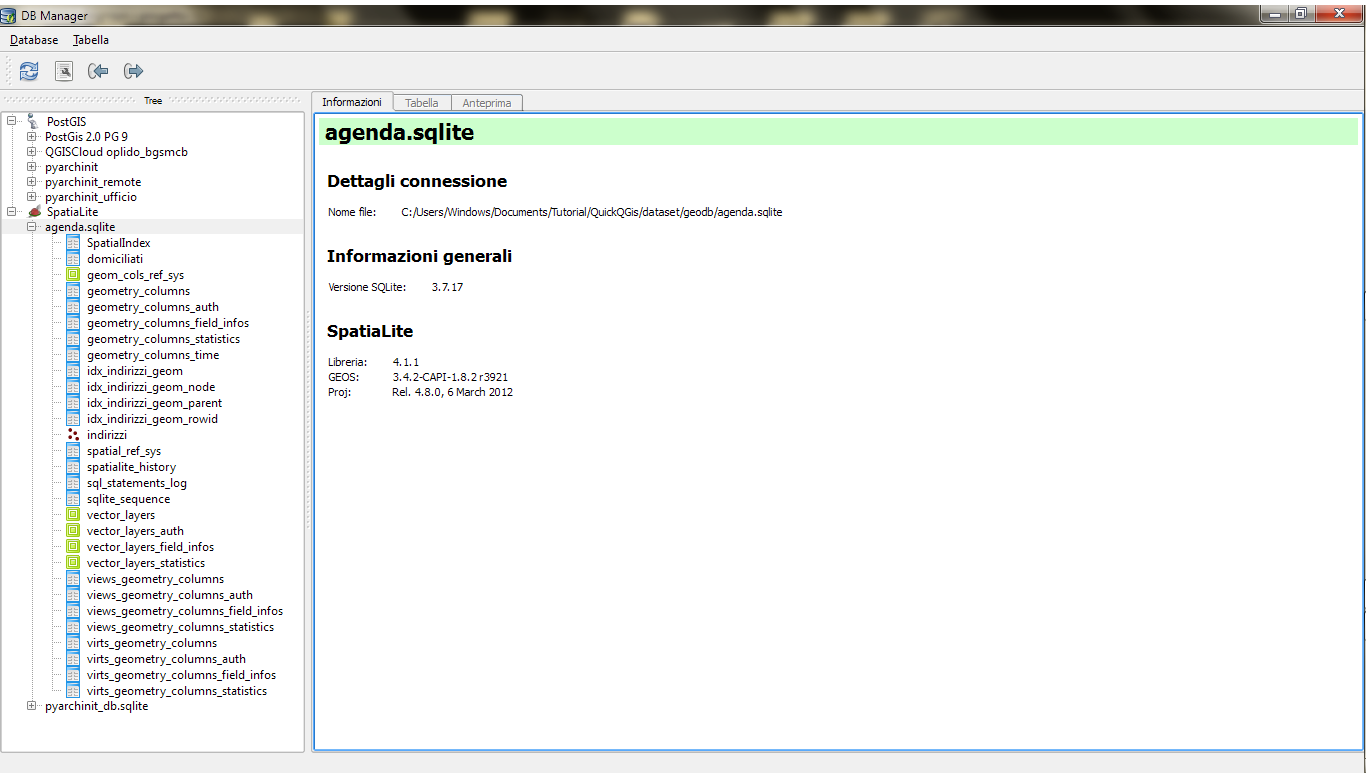 DB Manager
Database Tabella
Tree
PostGIS
PostGis 2.0 PG 9
QGISCloud oplido_bgsmcb
pyarchinit
pyarchinit_remote
pyarchinit_ufficio
SpatiaLite
agenda.sqlite
SpatialIndex
domiciliati
geom_cols_ref_sys
geometry_columns
geometry_columns_auth
geometry_columns_field_infos
geometry_columns_statistics
geometry_columns_time
idx_indirizzi_geom
idx_indirizzi_geom_node
idx_indirizzi_geom_parent
idx_indirizzi_geom_rowid
indirizzi
spatial_ref_sys
spatialite_history
sql_statements_log
sqlite_sequence
vector_layers
vector_layers_auth
vector_layers_field_infos
vector_layers_statistics
views_geometry_columns
views_geometry_columns_auth
views_geometry_columns_field_infos
views_geometry_columns_statistics
virts_geometry_columns
virts_geometry_columns_auth
virts_geometry_columns_field_infos
virts_geometry_columns_statistics
pyarchinit_db.sqlite
Informazioni Tabella Anteprima
agenda.sqlite
Dettagli connessione
Nome file: C:/Users/Windows/Documents/Tutorial/QuickQGis/dataset/geodb/agenda.sqlite
Informazioni generali
Versione SQLite: 3.7.17
SpatiaLite
Libreria: 4.1.1
GEOS: 3.4.2-CAPI-1.8.2 r3921
Proj: Rel. 4.8.0, 6 March 2012